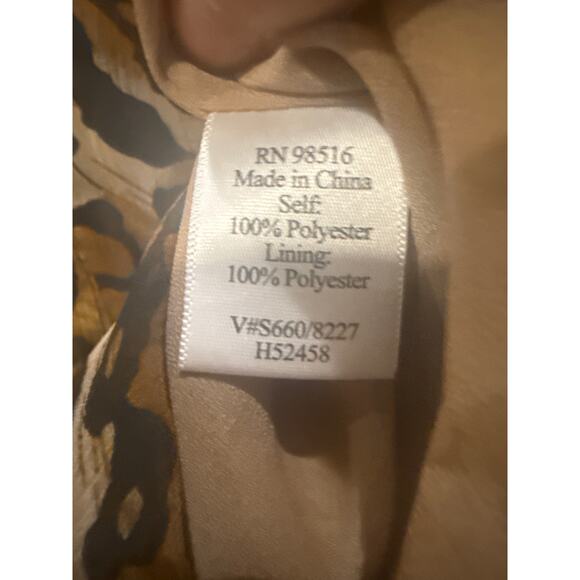 RN 98516
Made in China
Self:
100% Polyester
Lining:
100% Polyester
V#S660/8227
H52458